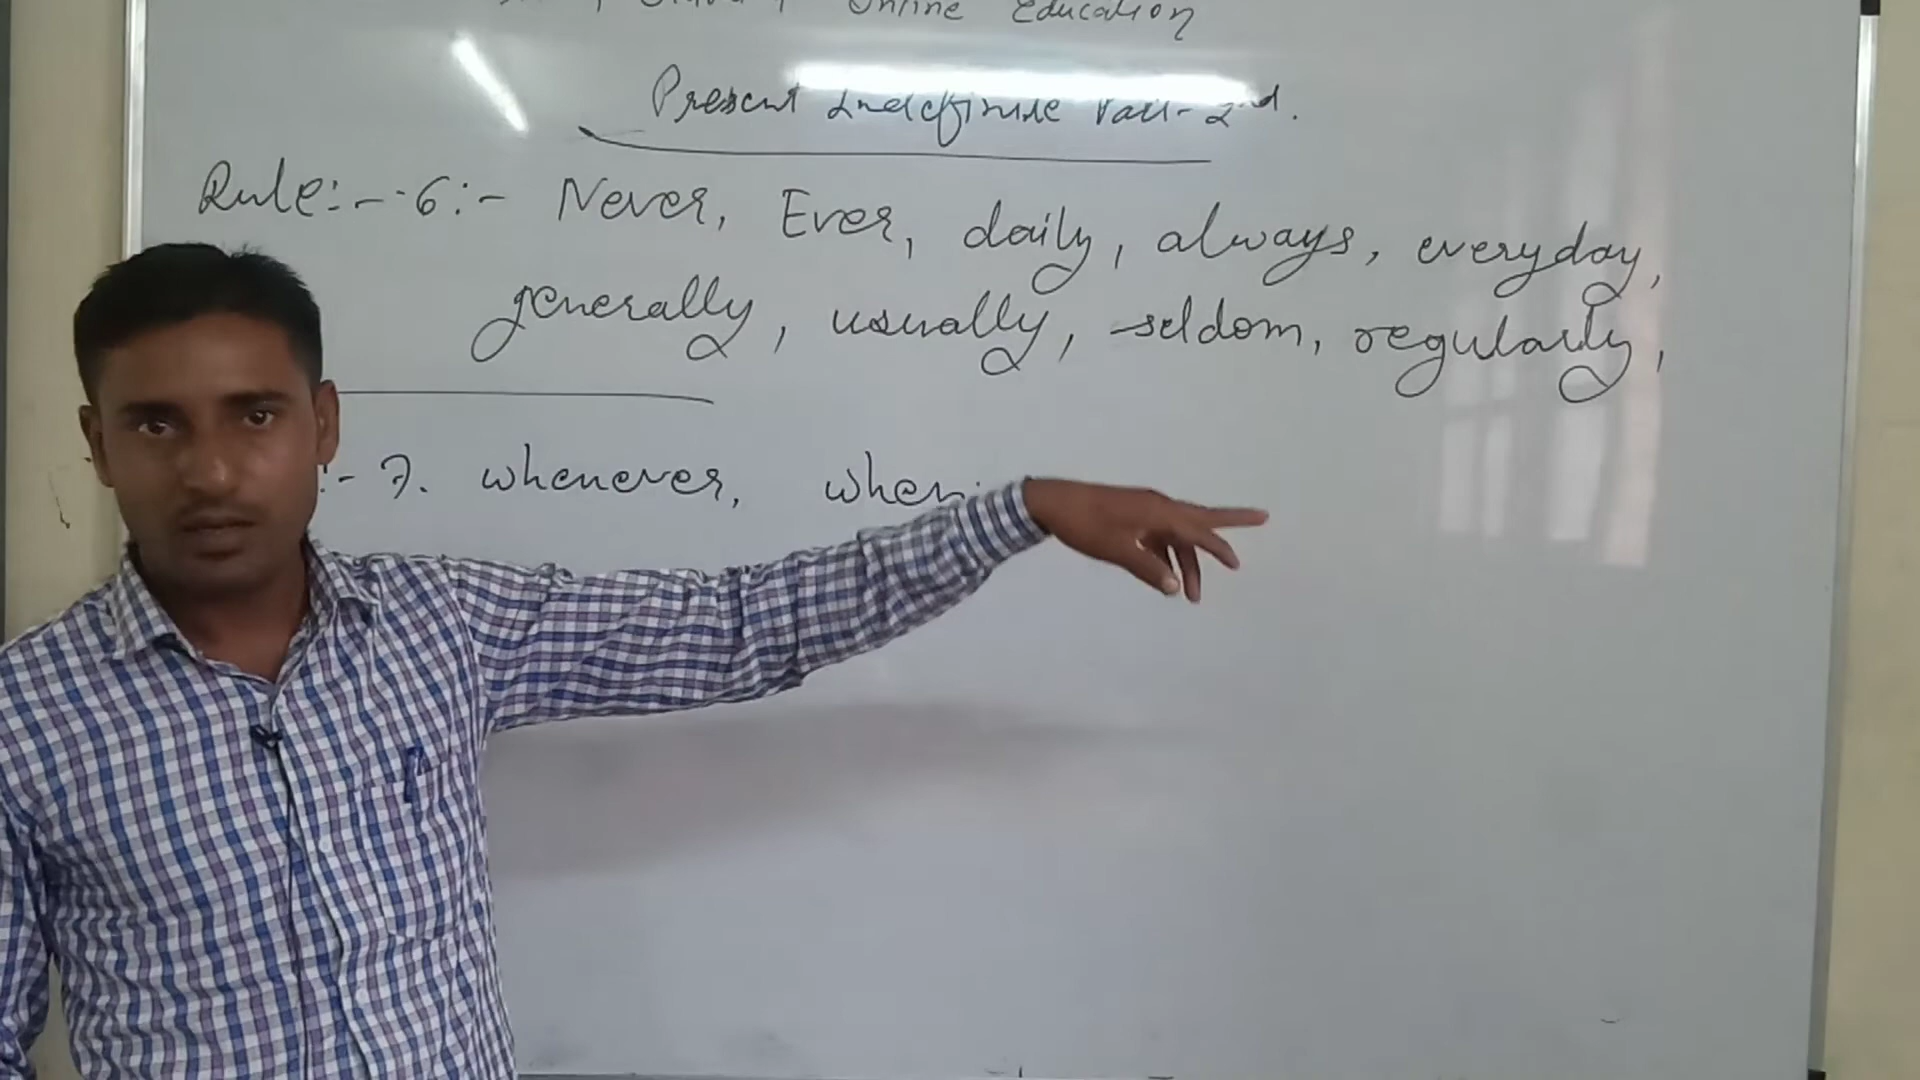 Online Education
Present Indefinite Part-2nd.
Rule:- 6:- Never, Ever, daily, always, everyday,
generally, usually, seldom, regularly,
:- 7. whenever, when